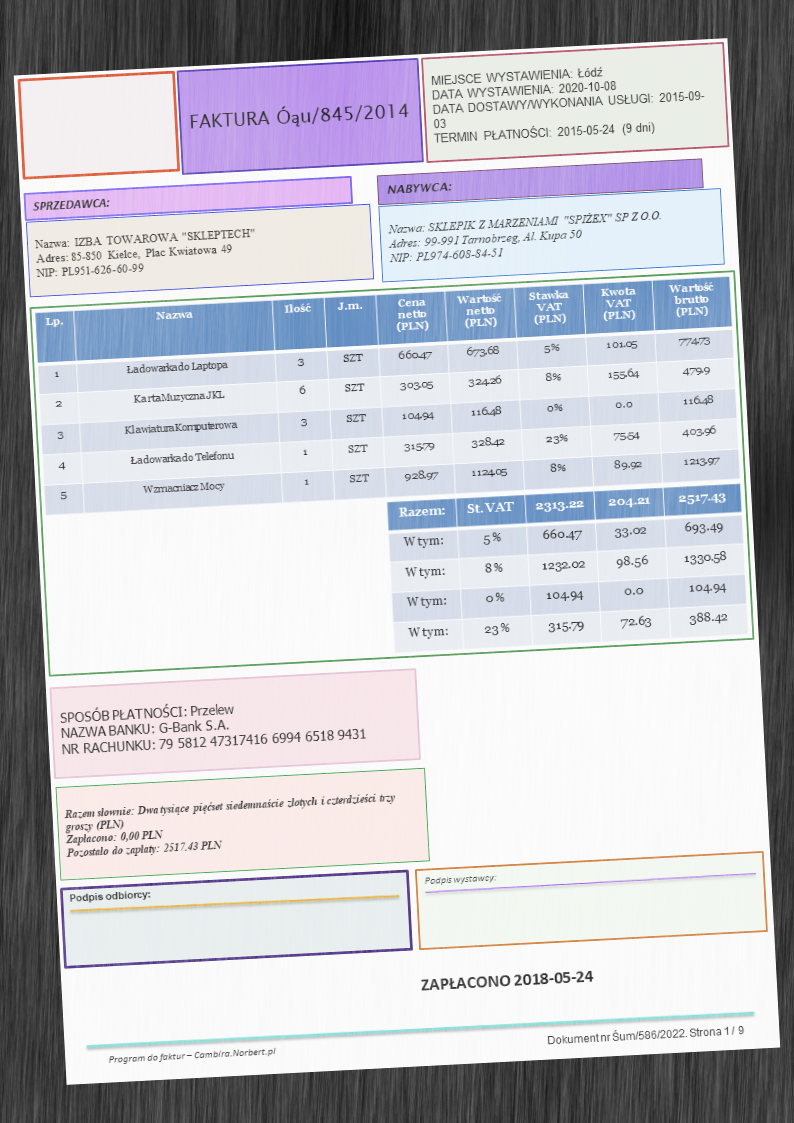 FAKTURA Óąu/845/2014
MIEJSCE WYSTAWIENIA: Łódź
DATA WYSTAWIENIA: 2020-10-08
DATA DOSTAWY/WYKONANIA USŁUGI: 2015-09-
03
TERMIN PŁATNOŚCI: 2015-05-24 (9 dni)
SPRZEDAWCA:
Nazwa: IZBA TOWAROWA "SKLEPTECH"
Adres: 85-850 Kielce, Plac Kwiatowa 49
NIP: PL951-626-60-99
NABYWCA:
Nazwa: SKLEPIK Z MARZENIAMI "SPIŻEX" SP Z O.O.
Adres: 99-991 Tarnobrzeg, Al. Kupa 50
NIP: PL974-608-84-51
Lp. Nazwa Ilość J.m. Cena netto (PLN) Wartość netto (PLN) Stawka VAT (PLN) Kwota VAT (PLN) Wartość brutto (PLN)
1 Ładowarka do Laptopa 3 SZT 660.47 673,68 5% 101.05 774,73
2 Karta Muzyczna JKL 6 SZT 303.05 324.26 8% 155.64 479.9
3 Klawiatura Komputerowa 3 SZT 104.94 116,48 0% 0.0 116,48
4 Ładowarka do Telefonu 1 SZT 315,79 328.42 23% 75.54 403,96
5 Wzmacniacz Mocy 1 SZT 928,97 1124.05 8% 89.92 1213,97
Razem: St. VAT 2313.22 204.21 2517.43
W tym: 5% 660.47 33.02 693.49
W tym: 8% 1232.02 98.56 1330.58
W tym: 0% 104.94 0.0 104.94
W tym: 23% 315.79 72.63 388.42
SPOSÓB PŁATNOŚCI: Przelew
NAZWA BANKU: G-Bank S.A.
NR RACHUNKU: 79 5812 47317416 6994 6518 9431
Razem słownie: Dwa tysiące pięćset siedemnaście złotych i czterdzieści trzy
groszy (PLN)
Zapłacono: 0,00 PLN
Pozostało do zapłaty: 2517.43 PLN
Podpis odbiorcy:
Podpis wystawcy:
ZAPŁACONO 2018-05-24
Program do faktur – Cambira.Norbert.pl
Dokument nr Śum/586/2022. Strona 1 / 9